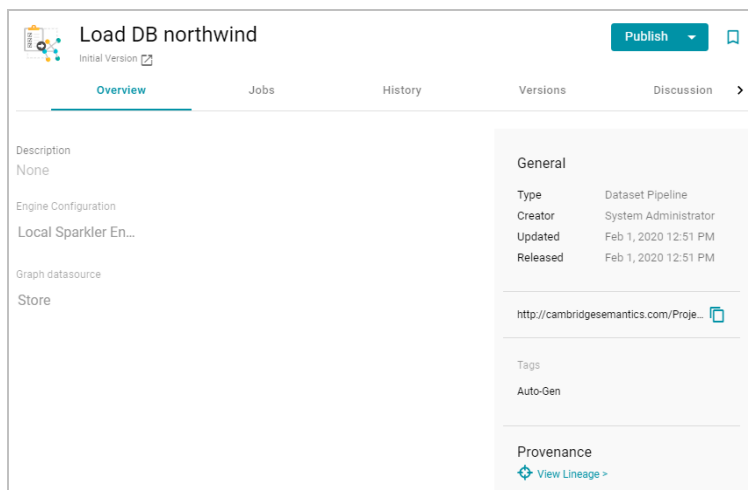 Load DB northwind
Initial Version
Publish
Overview Jobs History Versions Discussion
Description
None
Engine Configuration
Local Sparkler En...
Graph datasource
Store
General
Type Dataset Pipeline
Creator System Administrator
Updated Feb 1, 2020 12:51 PM
Released Feb 1, 2020 12:51 PM
http://cambridgesemantics.com/Proje...
Tags
Auto-Gen
Provenance
View Lineage >